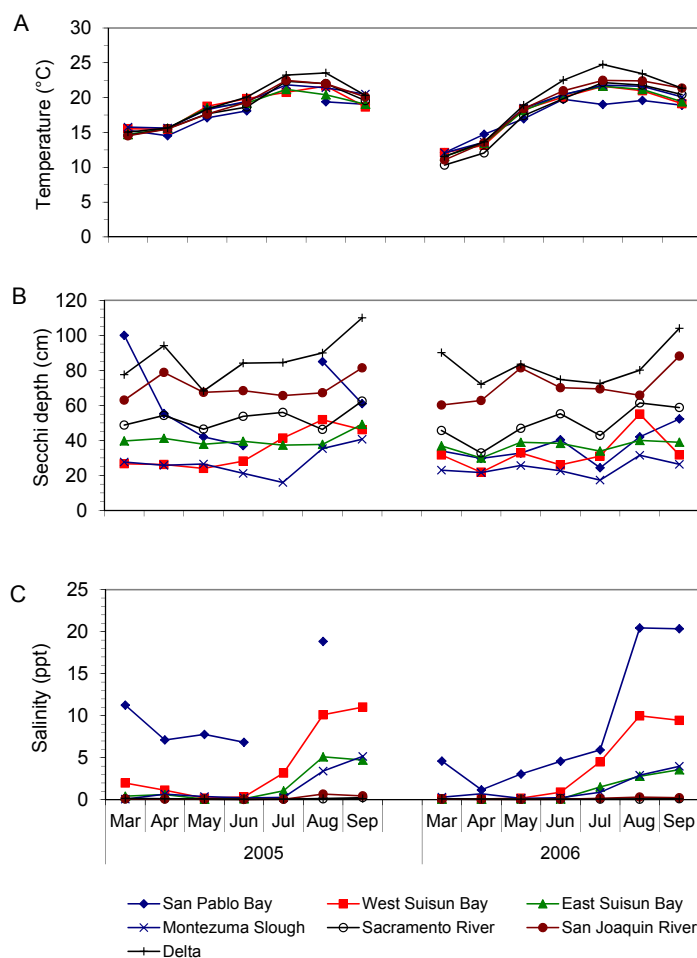 A
Temperature (°C)
30
25
20
15
10
5
0
B
Secchi depth (cm)
120
100
80
60
40
20
0
C
Salinity (ppt)
25
20
15
10
5
0
Mar Apr May Jun Jul Aug Sep Mar Apr May Jun Jul Aug Sep
2005 2006
San Pablo Bay West Suisun Bay East Suisun Bay
Montezuma Slough Sacramento River San Joaquin River
Delta